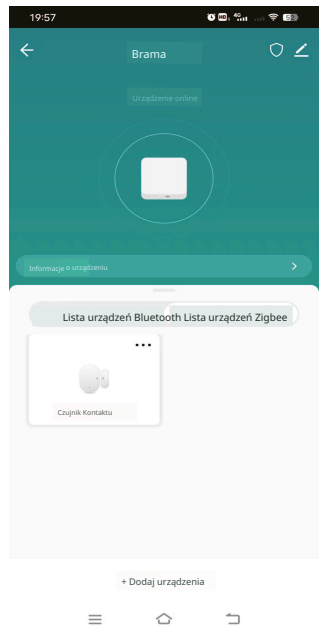 19:57
Brama
Urządzenie online
Informacje o urządzeniu
Lista urządzeń Bluetooth Lista urządzeń Zigbee
Czujnik Kontaktu
+ Dodaj urządzenia